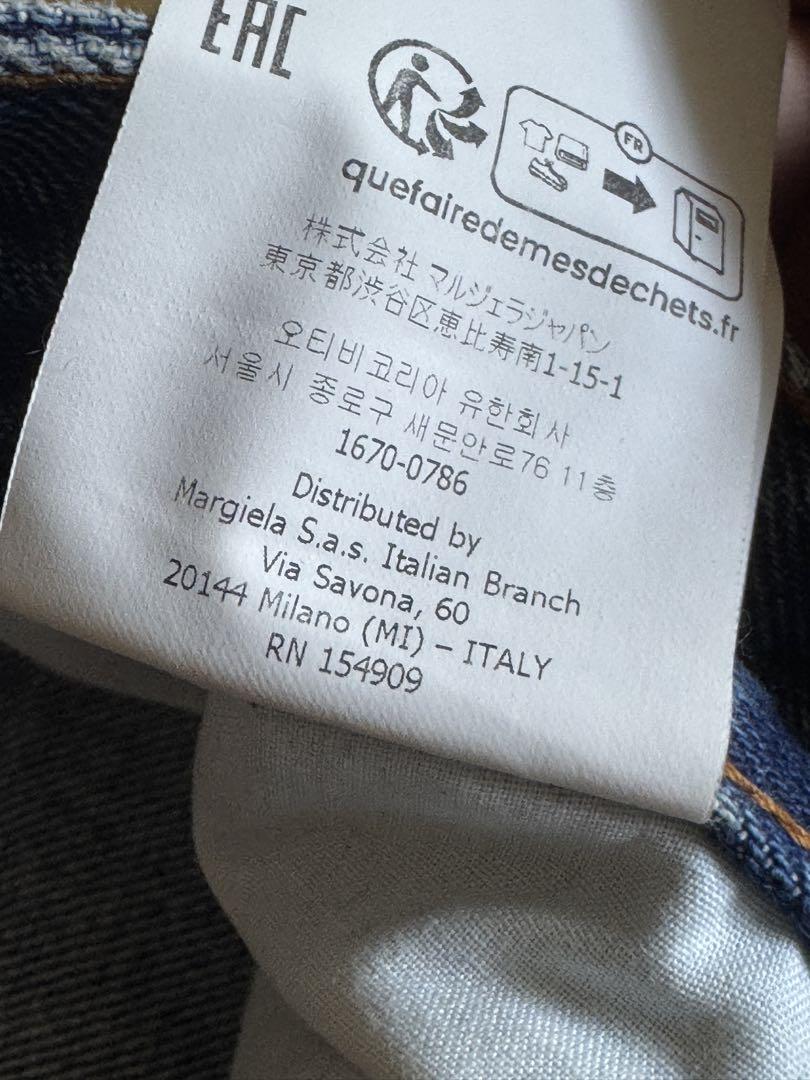 EAC
FR
quefairedemesdechets.fr
株式会社 マルジェラジャパン
東京都渋谷区恵比寿南1-15-1
오티비코리아 유한회사
서울시 종로구 새문안로76 11층
1670-0786
Distributed by
Margiela S.a.s. Italian Branch
Via Savona, 60
20144 Milano (MI) – ITALY
RN 154909